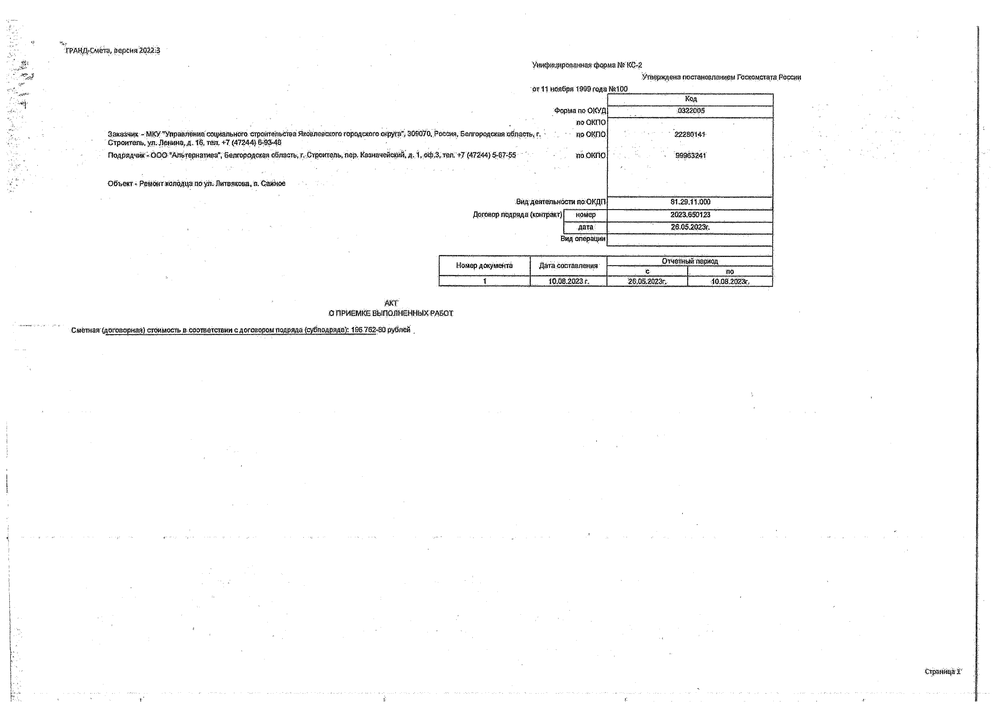 ГРАНД-Смета, версия 2022.3
Унифицированная форма № КС-2
Утверждена постановлением Госкомстата России
от 11 ноября 1999 года №100
Код
Форма по ОКУД 0322005
по ОКПО
Заказчик - МКУ "Управление социального строительства Яковлевского городского округа", 309070, Россия, Белгородская область, г. по ОКПО 22280141
Строитель, ул. Ленина, д. 16, тел. +7 (47244) 6-93-48
Подрядчик - ООО "Альтернатива", Белгородская область, г. Строитель, пер. Казначейский, д. 1, оф.3, тел. +7 (47244) 5-67-55 по ОКПО 99963241
Объект - Ремонт колодца по ул. Литвякова, п. Сажное
Вид деятельности по ОКДП 81.29.11.000
Договор подряда (контракт) номер 2023.650123
дата 26.05.2023г.
Вид операции
Номер документа Дата составления Отчетный период
с по
1 10.08.2023 г. 26.05.2023г. 10.08.2023г.
АКТ
О ПРИЕМКЕ ВЫПОЛНЕННЫХ РАБОТ
Сметная (договорная) стоимость в соответствии с договором подряда (субподряда): 196 762-80 рублей
Страница 1